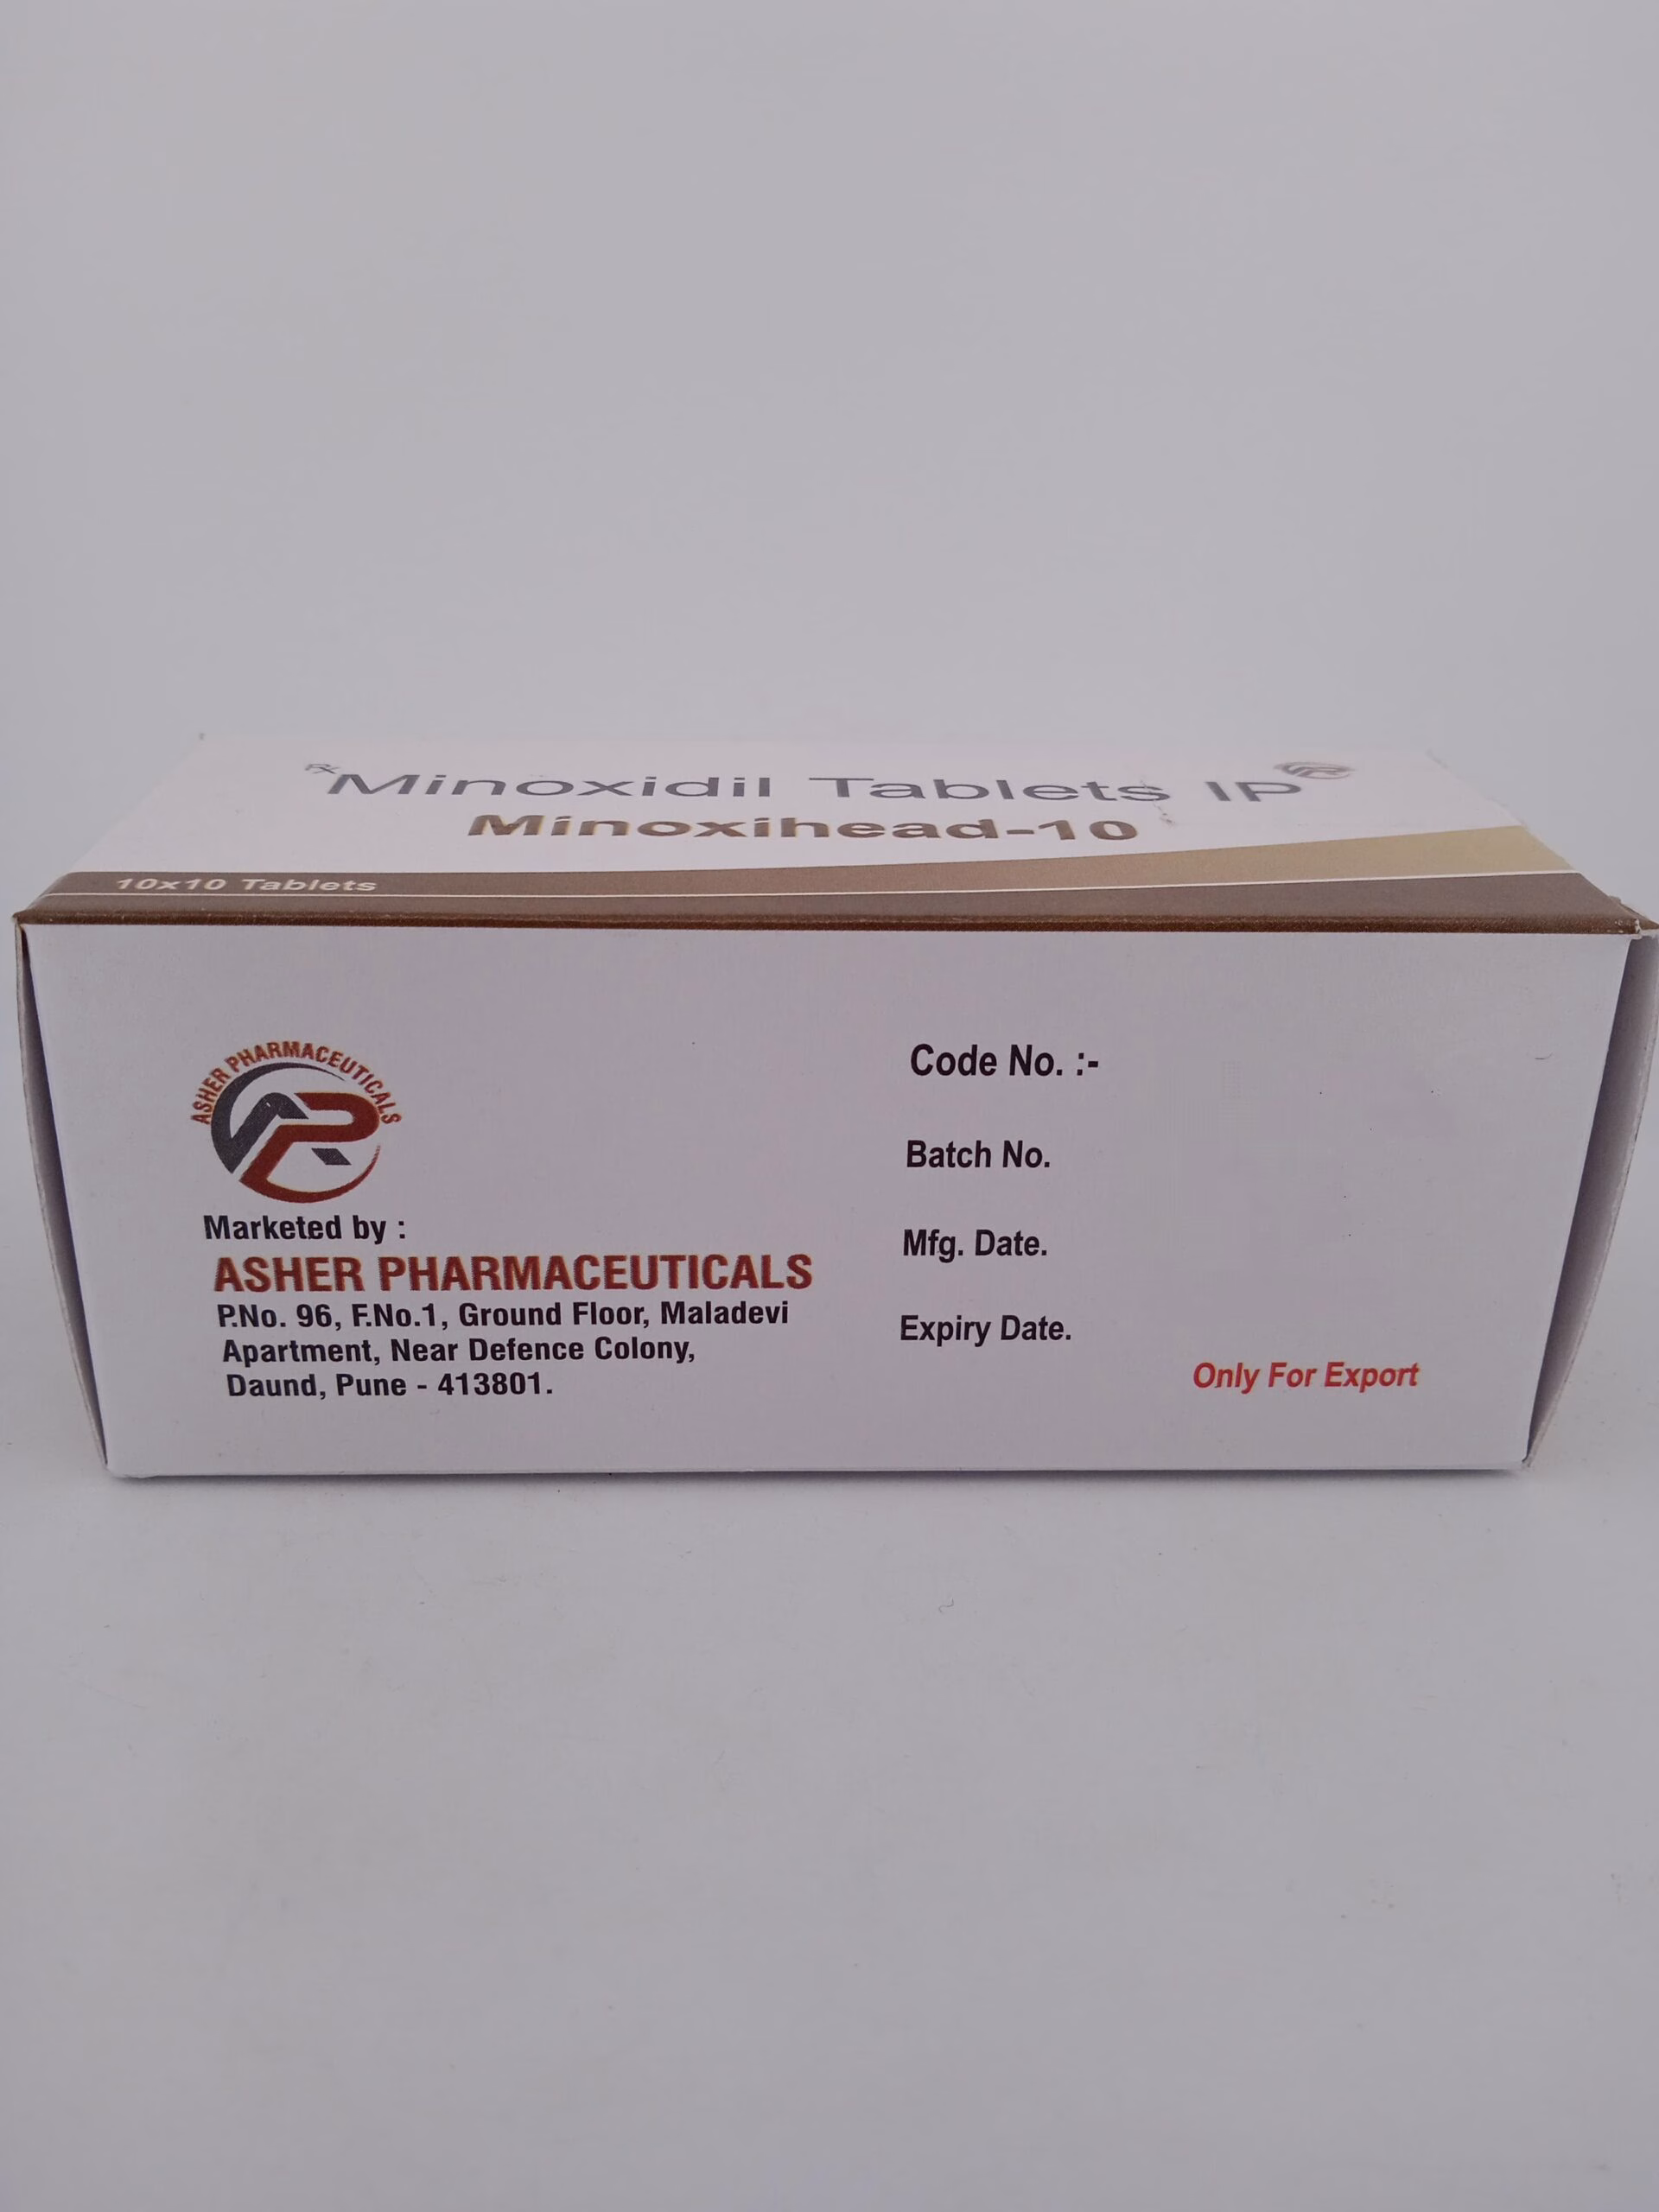 Rx Minoxidil Tablets IP
Minoxihead-10
10x10 Tablets
ASHER PHARMACEUTICALS
Marketed by :
ASHER PHARMACEUTICALS
P.No. 96, F.No.1, Ground Floor, Maladevi
Apartment, Near Defence Colony,
Daund, Pune - 413801.
Code No. :-
Batch No.
Mfg. Date.
Expiry Date.
Only For Export